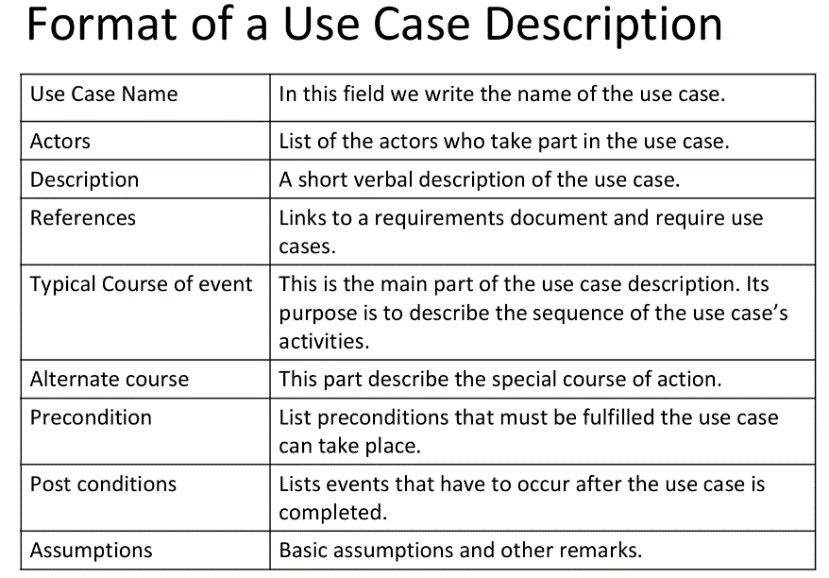 Format of a Use Case Description
Use Case Name
In this field we write the name of the use case.
Actors
List of the actors who take part in the use case.
Description
A short verbal description of the use case.
References
Links to a requirements document and require use
cases.
Typical Course of event
This is the main part of the use case description. Its
purpose is to describe the sequence of the use case’s
activities.
Alternate course
This part describe the special course of action.
Precondition
List preconditions that must be fulfilled the use case
can take place.
Post conditions
Lists events that have to occur after the use case is
completed.
Assumptions
Basic assumptions and other remarks.